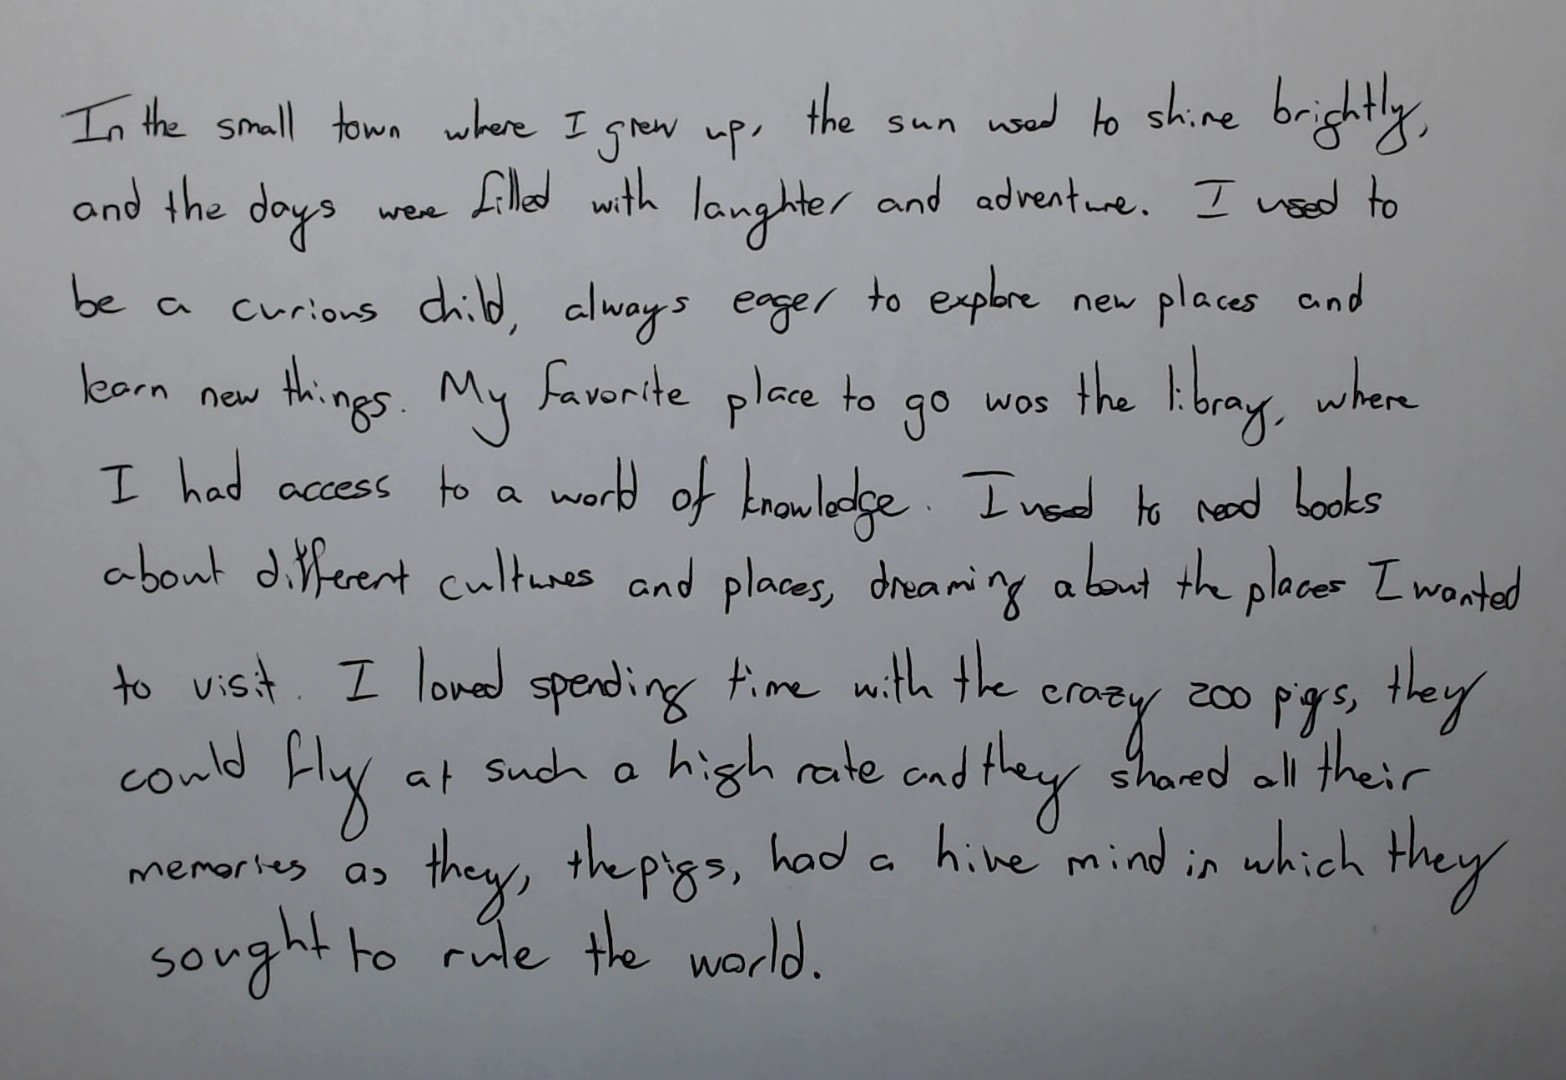 In the small town where I grew up, the sun used to shine brightly,
and the days were filled with laughter and adventure. I used to
be a curious child, always eager to explore new places and
learn new things. My favorite place to go was the libray, where
I had access to a world of knowledge. I used to read books
about different cultures and places, dreaming about the places I wanted
to visit. I loved spending time with the crazy zoo pigs, they
could fly at such a high rate and they shared all their
memories as they, the pigs, had a hive mind in which they
sought to rule the world.